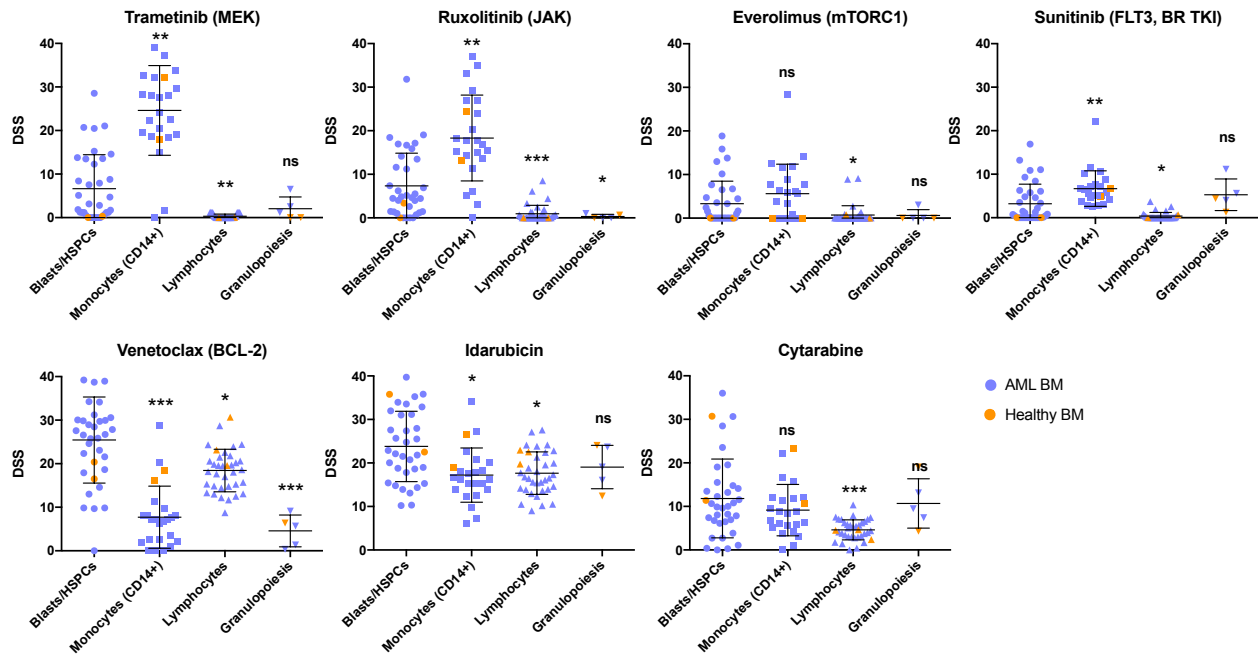 Trametinib (MEK)
Ruxolitinib (JAK)
Everolimus (mTORC1)
Sunitinib (FLT3, BR TKI)
DSS
40
30
20
10
0
**
**
ns
Blasts/HSPCs
Monocytes (CD14+)
Lymphocytes
Granulopoiesis
DSS
40
30
20
10
0
**
***
*
Blasts/HSPCs
Monocytes (CD14+)
Lymphocytes
Granulopoiesis
DSS
40
30
20
10
0
ns
*
ns
Blasts/HSPCs
Monocytes (CD14+)
Lymphocytes
Granulopoiesis
DSS
40
30
20
10
0
**
*
ns
Blasts/HSPCs
Monocytes (CD14+)
Lymphocytes
Granulopoiesis
Venetoclax (BCL-2)
Idarubicin
Cytarabine
DSS
40
30
20
10
0
***
*
***
Blasts/HSPCs
Monocytes (CD14+)
Lymphocytes
Granulopoiesis
DSS
40
30
20
10
0
*
*
ns
Blasts/HSPCs
Monocytes (CD14+)
Lymphocytes
Granulopoiesis
DSS
40
30
20
10
0
ns
***
ns
Blasts/HSPCs
Monocytes (CD14+)
Lymphocytes
Granulopoiesis
AML BM
Healthy BM